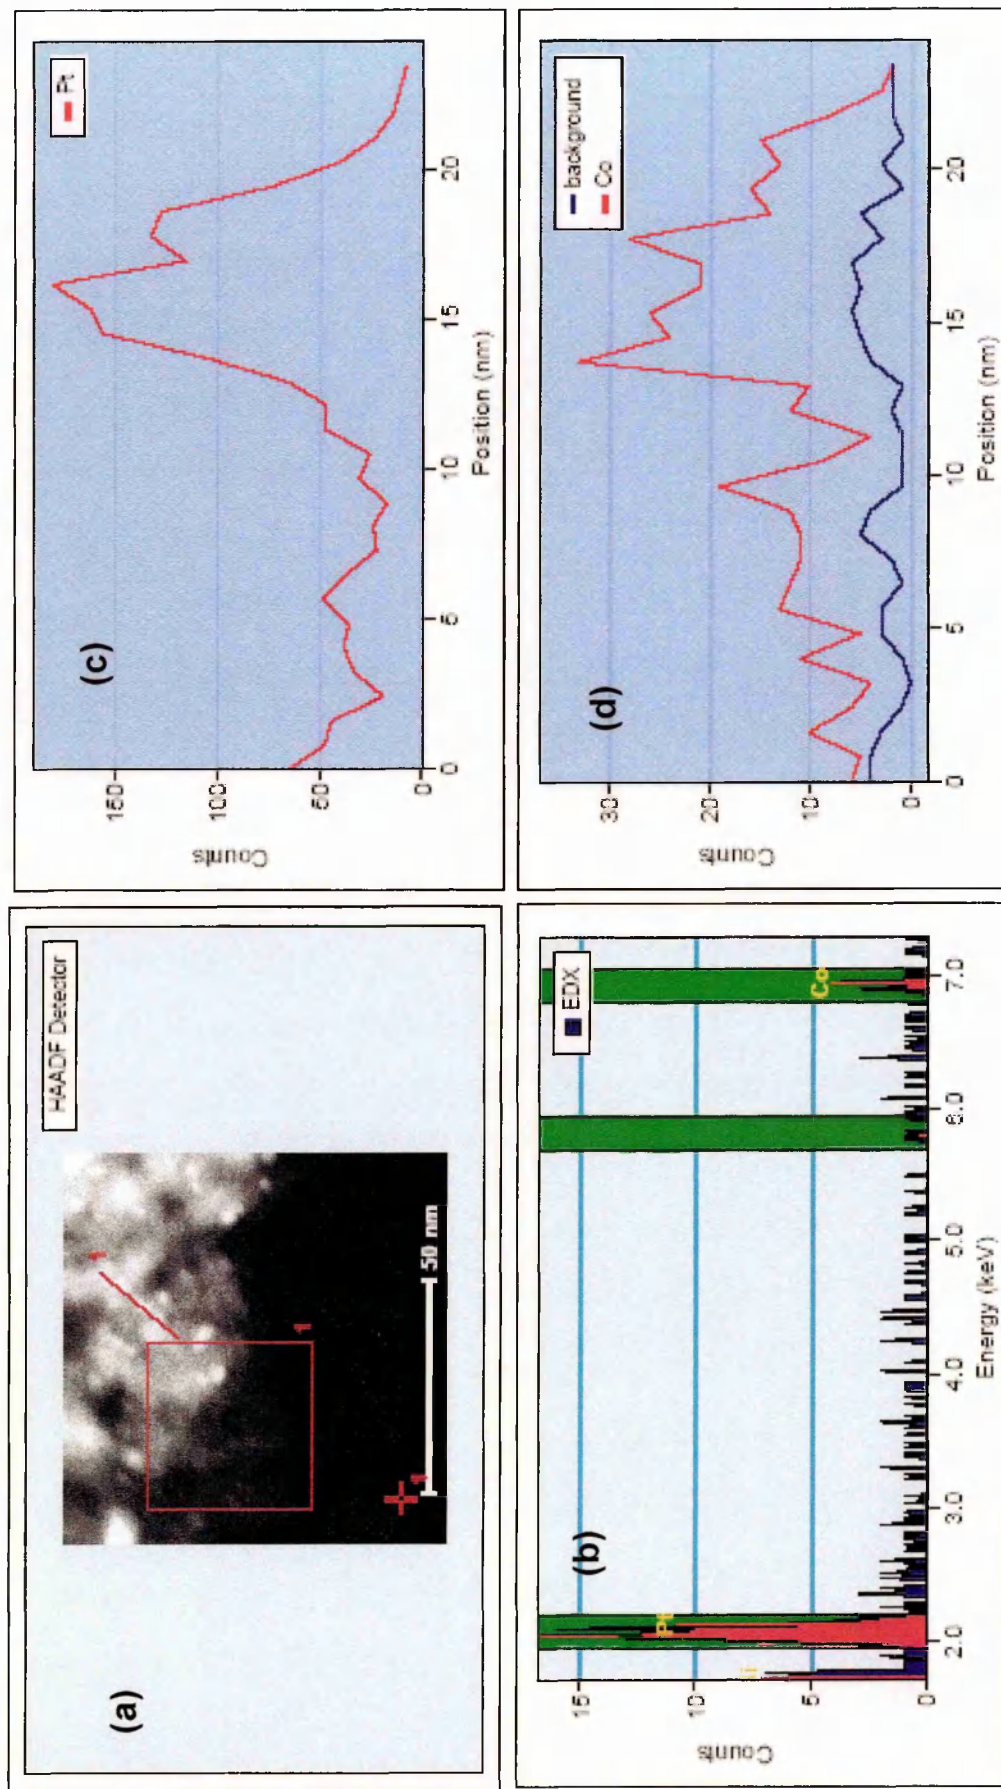 (a)
HAADF Detector
1
1
1
50 nm
(c)
Pt
Counts
150
100
50
0
0
5
10
15
20
Position (nm)
(b)
EDX
Pt
Co
Counts
15
10
5
0
2.0
3.0
4.0
5.0
6.0
7.0
Energy (keV)
(d)
background
Co
Counts
30
20
10
0
0
5
10
15
20
Position (nm)